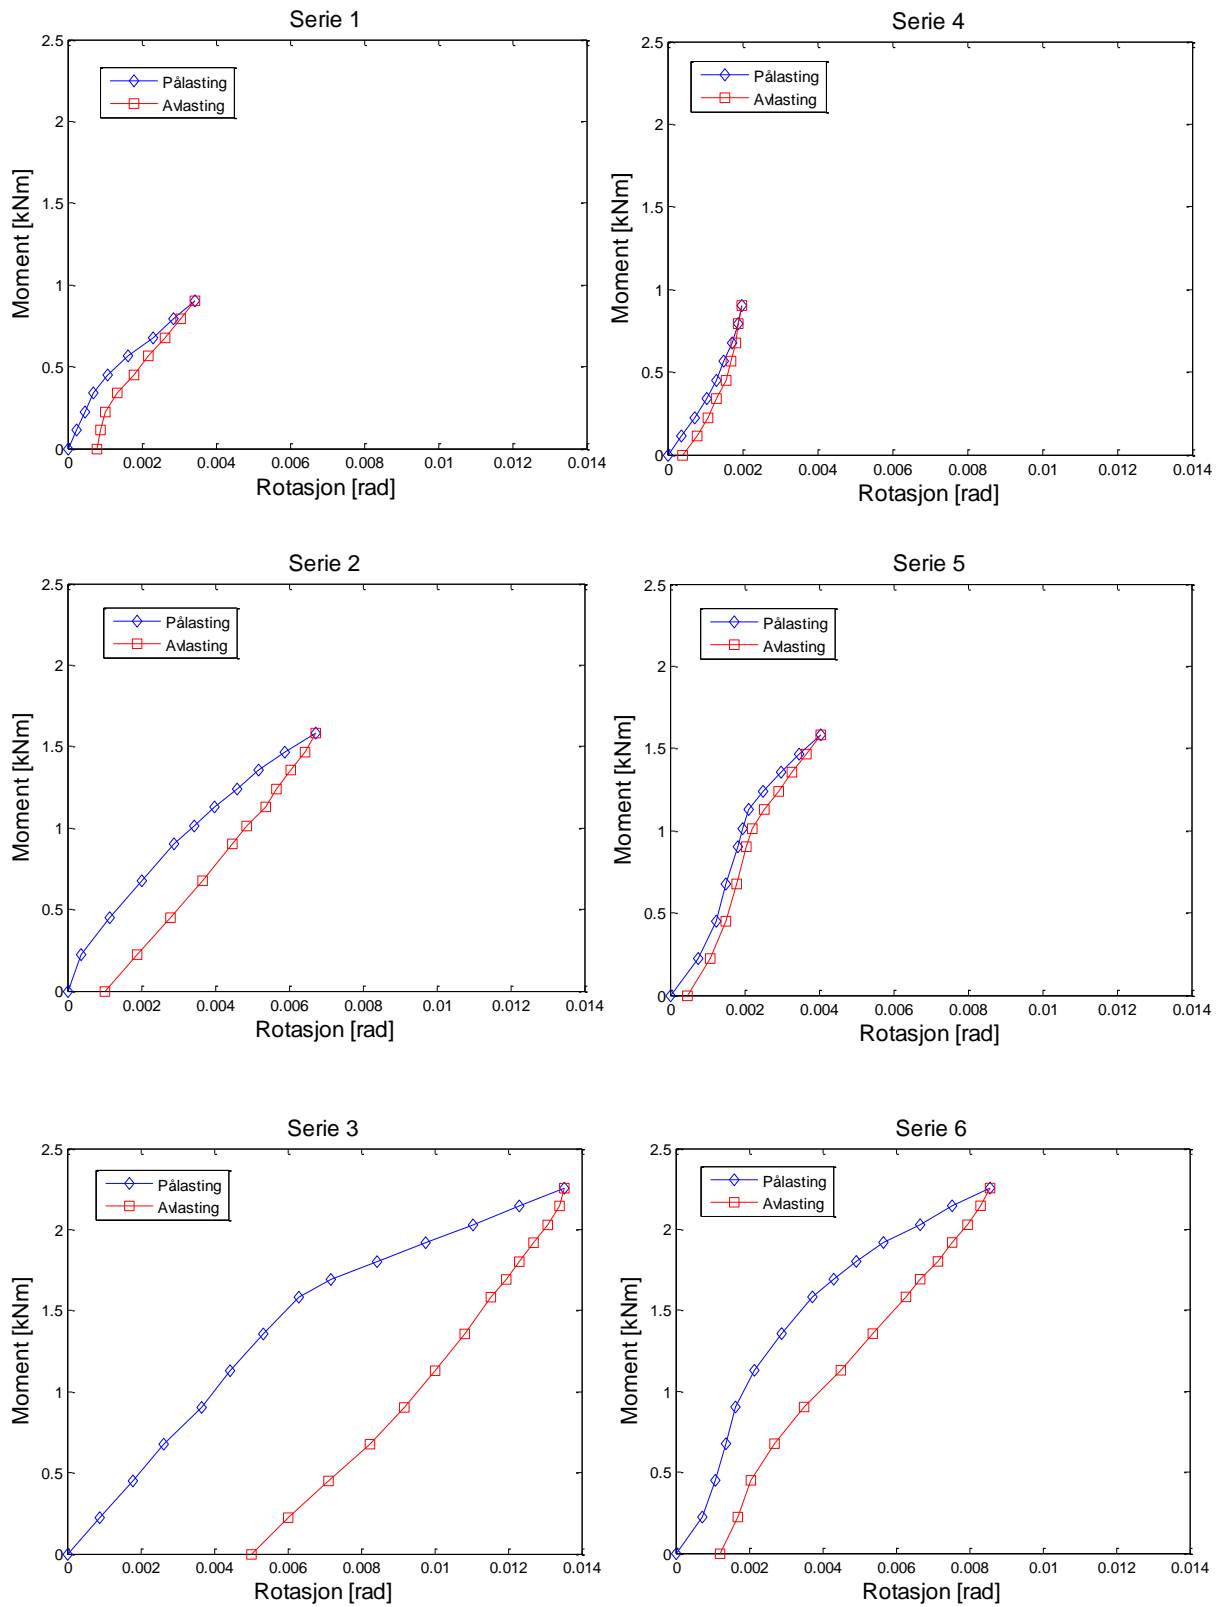 Serie 1
2.5
2
1.5
1
0.5
0
Moment [kNm]
Pålasting
Avlasting
0 0.002 0.004 0.006 0.008 0.01 0.012 0.014
Rotasjon [rad]
Serie 4
2.5
2
1.5
1
0.5
0
Moment [kNm]
Pålasting
Avlasting
0 0.002 0.004 0.006 0.008 0.01 0.012 0.014
Rotasjon [rad]
Serie 2
2.5
2
1.5
1
0.5
0
Moment [kNm]
Pålasting
Avlasting
0 0.002 0.004 0.006 0.008 0.01 0.012 0.014
Rotasjon [rad]
Serie 5
2.5
2
1.5
1
0.5
0
Moment [kNm]
Pålasting
Avlasting
0 0.002 0.004 0.006 0.008 0.01 0.012 0.014
Rotasjon [rad]
Serie 3
2.5
2
1.5
1
0.5
0
Moment [kNm]
Pålasting
Avlasting
0 0.002 0.004 0.006 0.008 0.01 0.012 0.014
Rotasjon [rad]
Serie 6
2.5
2
1.5
1
0.5
0
Moment [kNm]
Pålasting
Avlasting
0 0.002 0.004 0.006 0.008 0.01 0.012 0.014
Rotasjon [rad]